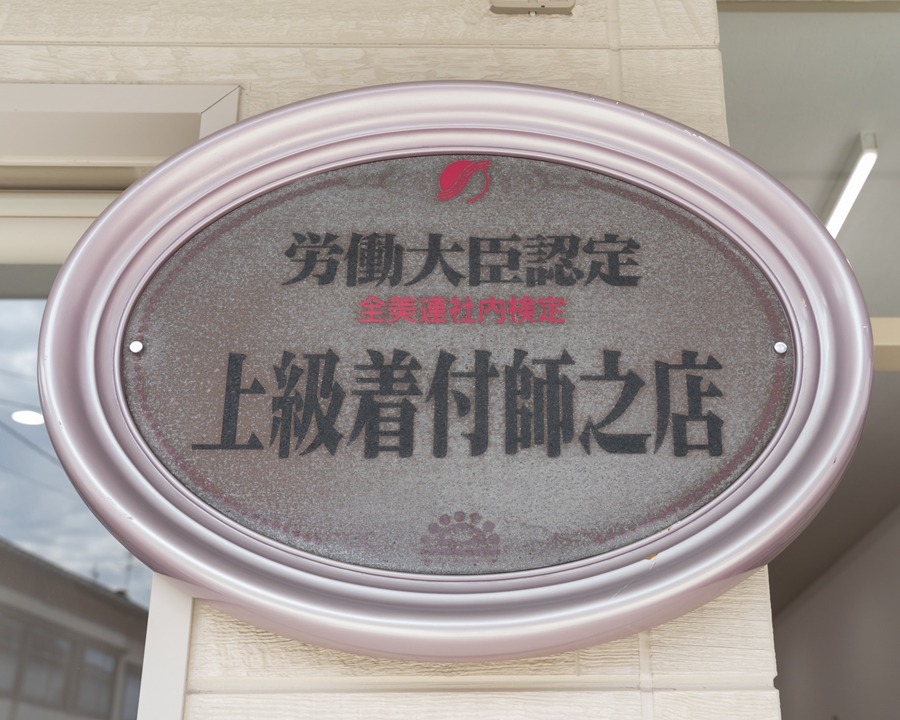 労働大臣認定
全美連社内検定
上級着付師之店